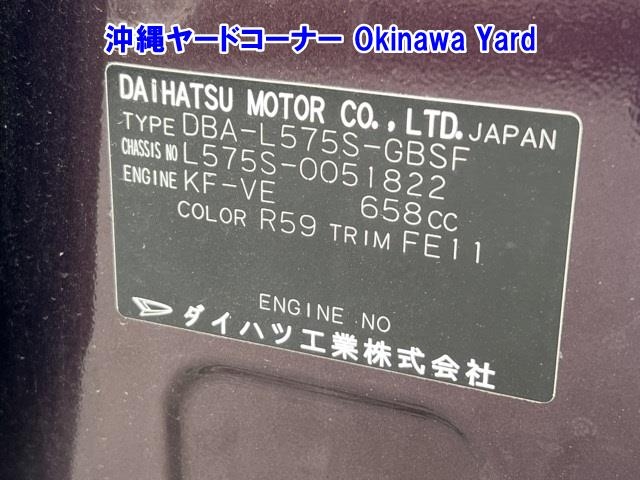 沖縄ヤードコーナー Okinawa Yard
DAIHATSU MOTOR CO.,LTD. JAPAN
TYPE DBA-L575S-GBSF
CHASSIS NO L575S-0051822
ENGINE KF-VE 658CC
COLOR R59 TRIM FE11
ENGINE NO
ダイハツ工業株式会社